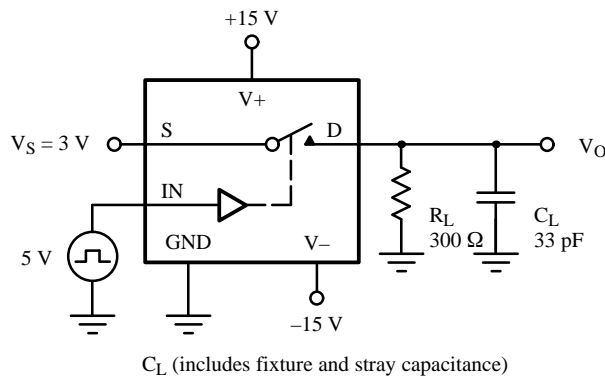 +15 V
V+
S
D
V_S = 3 V
V_O
IN
R_L
300 Ω
C_L
33 pF
GND
V–
5 V
–15 V
C_L (includes fixture and stray capacitance)